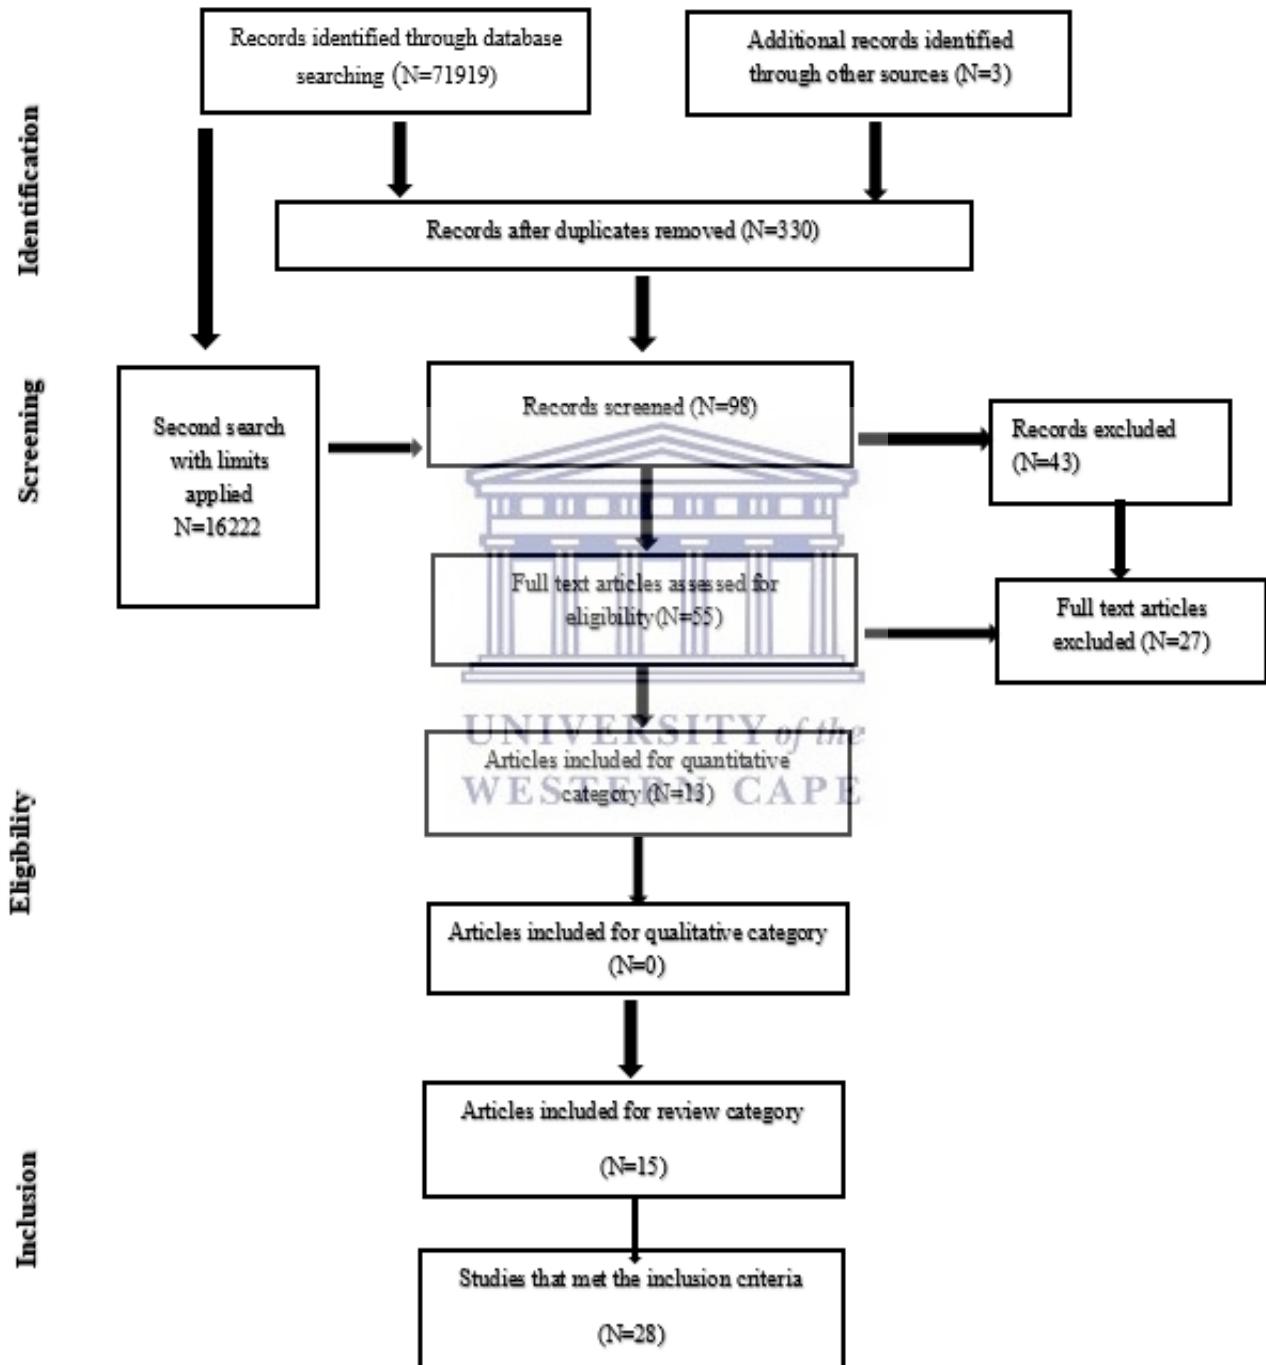 Records identified through database
searching (N=71919)
Additional records identified
through other sources (N=3)
Identification
Records after duplicates removed (N=330)
Screening
Second search
with limits
applied
N=16222
Records screened (N=98)
Records excluded
(N=43)
Full text articles assessed for
eligibility(N=55)
Full text articles
excluded (N=27)
UNIVERSITY of the
WESTERN CAPE
Articles included for quantitative
category (N=13)
Eligibility
Articles included for qualitative category
(N=0)
Articles included for review category
(N=15)
Inclusion
Studies that met the inclusion criteria
(N=28)